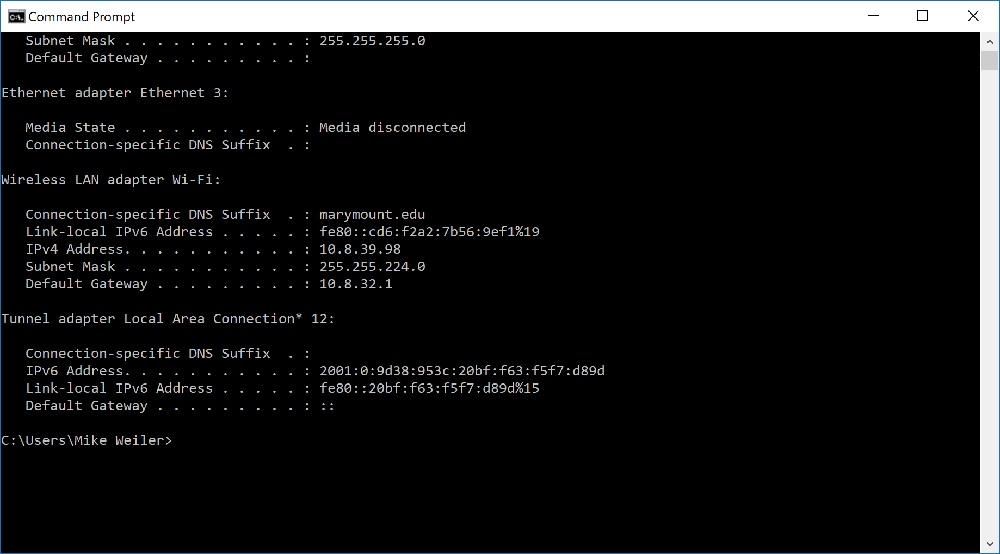 Command Prompt
Subnet Mask . . . . . . . . . . . : 255.255.255.0
Default Gateway . . . . . . . . . :
Ethernet adapter Ethernet 3:
Media State . . . . . . . . . . . : Media disconnected
Connection-specific DNS Suffix  . :
Wireless LAN adapter Wi-Fi:
Connection-specific DNS Suffix  . : marymount.edu
Link-local IPv6 Address . . . . . : fe80::cd6:f2a2:7b56:9ef1%19
IPv4 Address. . . . . . . . . . . : 10.8.39.98
Subnet Mask . . . . . . . . . . . : 255.255.224.0
Default Gateway . . . . . . . . . : 10.8.32.1
Tunnel adapter Local Area Connection* 12:
Connection-specific DNS Suffix  . :
IPv6 Address. . . . . . . . . . . : 2001:0:9d38:953c:20bf:f63:f5f7:d89d
Link-local IPv6 Address . . . . . : fe80::20bf:f63:f5f7:d89d%15
Default Gateway . . . . . . . . . : ::
C:\Users\Mike Weiler>